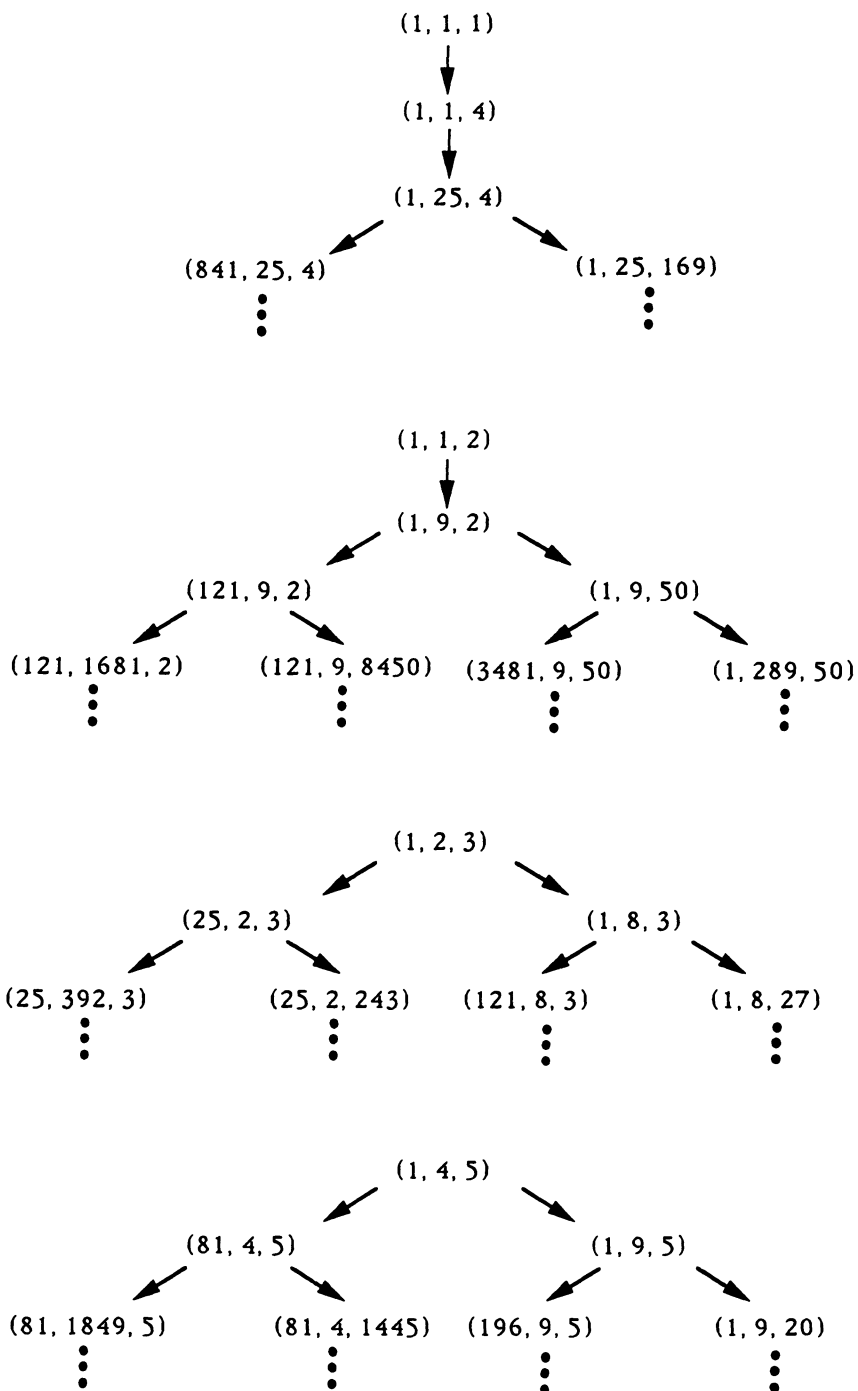 (1, 1, 1)
(1, 1, 4)
(1, 25, 4)
(841, 25, 4) (1, 25, 169)
(1, 1, 2)
(1, 9, 2)
(121, 9, 2) (1, 9, 50)
(121, 1681, 2) (121, 9, 8450) (3481, 9, 50) (1, 289, 50)
(1, 2, 3)
(25, 2, 3) (1, 8, 3)
(25, 392, 3) (25, 2, 243) (121, 8, 3) (1, 8, 27)
(1, 4, 5)
(81, 4, 5) (1, 9, 5)
(81, 1849, 5) (81, 4, 1445) (196, 9, 5) (1, 9, 20)